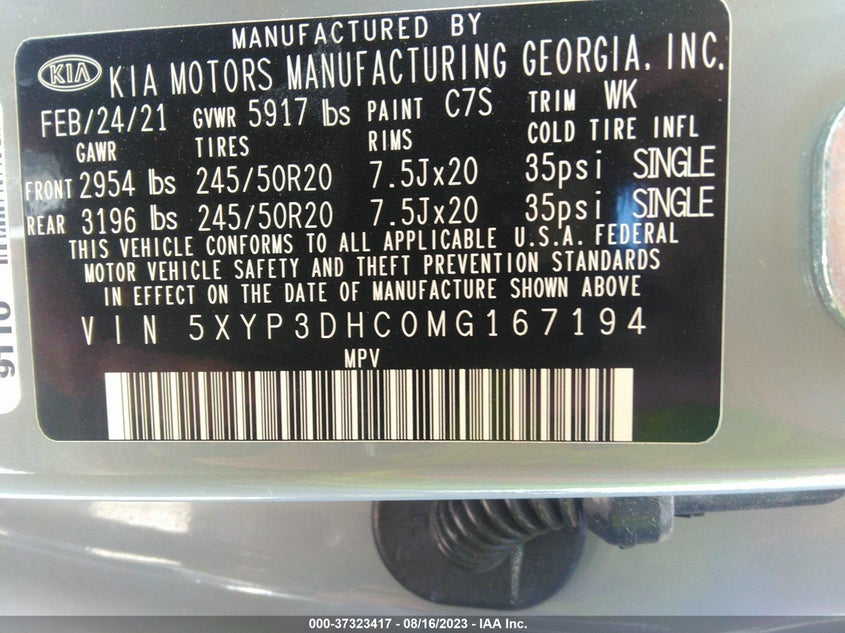 MANUFACTURED BY
KIA KIA MOTORS MANUFACTURING GEORGIA, INC.
FEB/24/21 GVWR 5917 lbs PAINT C7S TRIM WK
GAWR TIRES RIMS COLD TIRE INFL
FRONT 2954 lbs 245/50R20 7.5Jx20 35psi SINGLE
REAR 3196 lbs 245/50R20 7.5Jx20 35psi SINGLE
THIS VEHICLE CONFORMS TO ALL APPLICABLE U.S.A. FEDERAL
MOTOR VEHICLE SAFETY AND THEFT PREVENTION STANDARDS
IN EFFECT ON THE DATE OF MANUFACTURE SHOWN ABOVE
VIN 5XYP3DHC0MG167194
MPV
9110
000-37323417 - 08/16/2023 - IAA Inc.